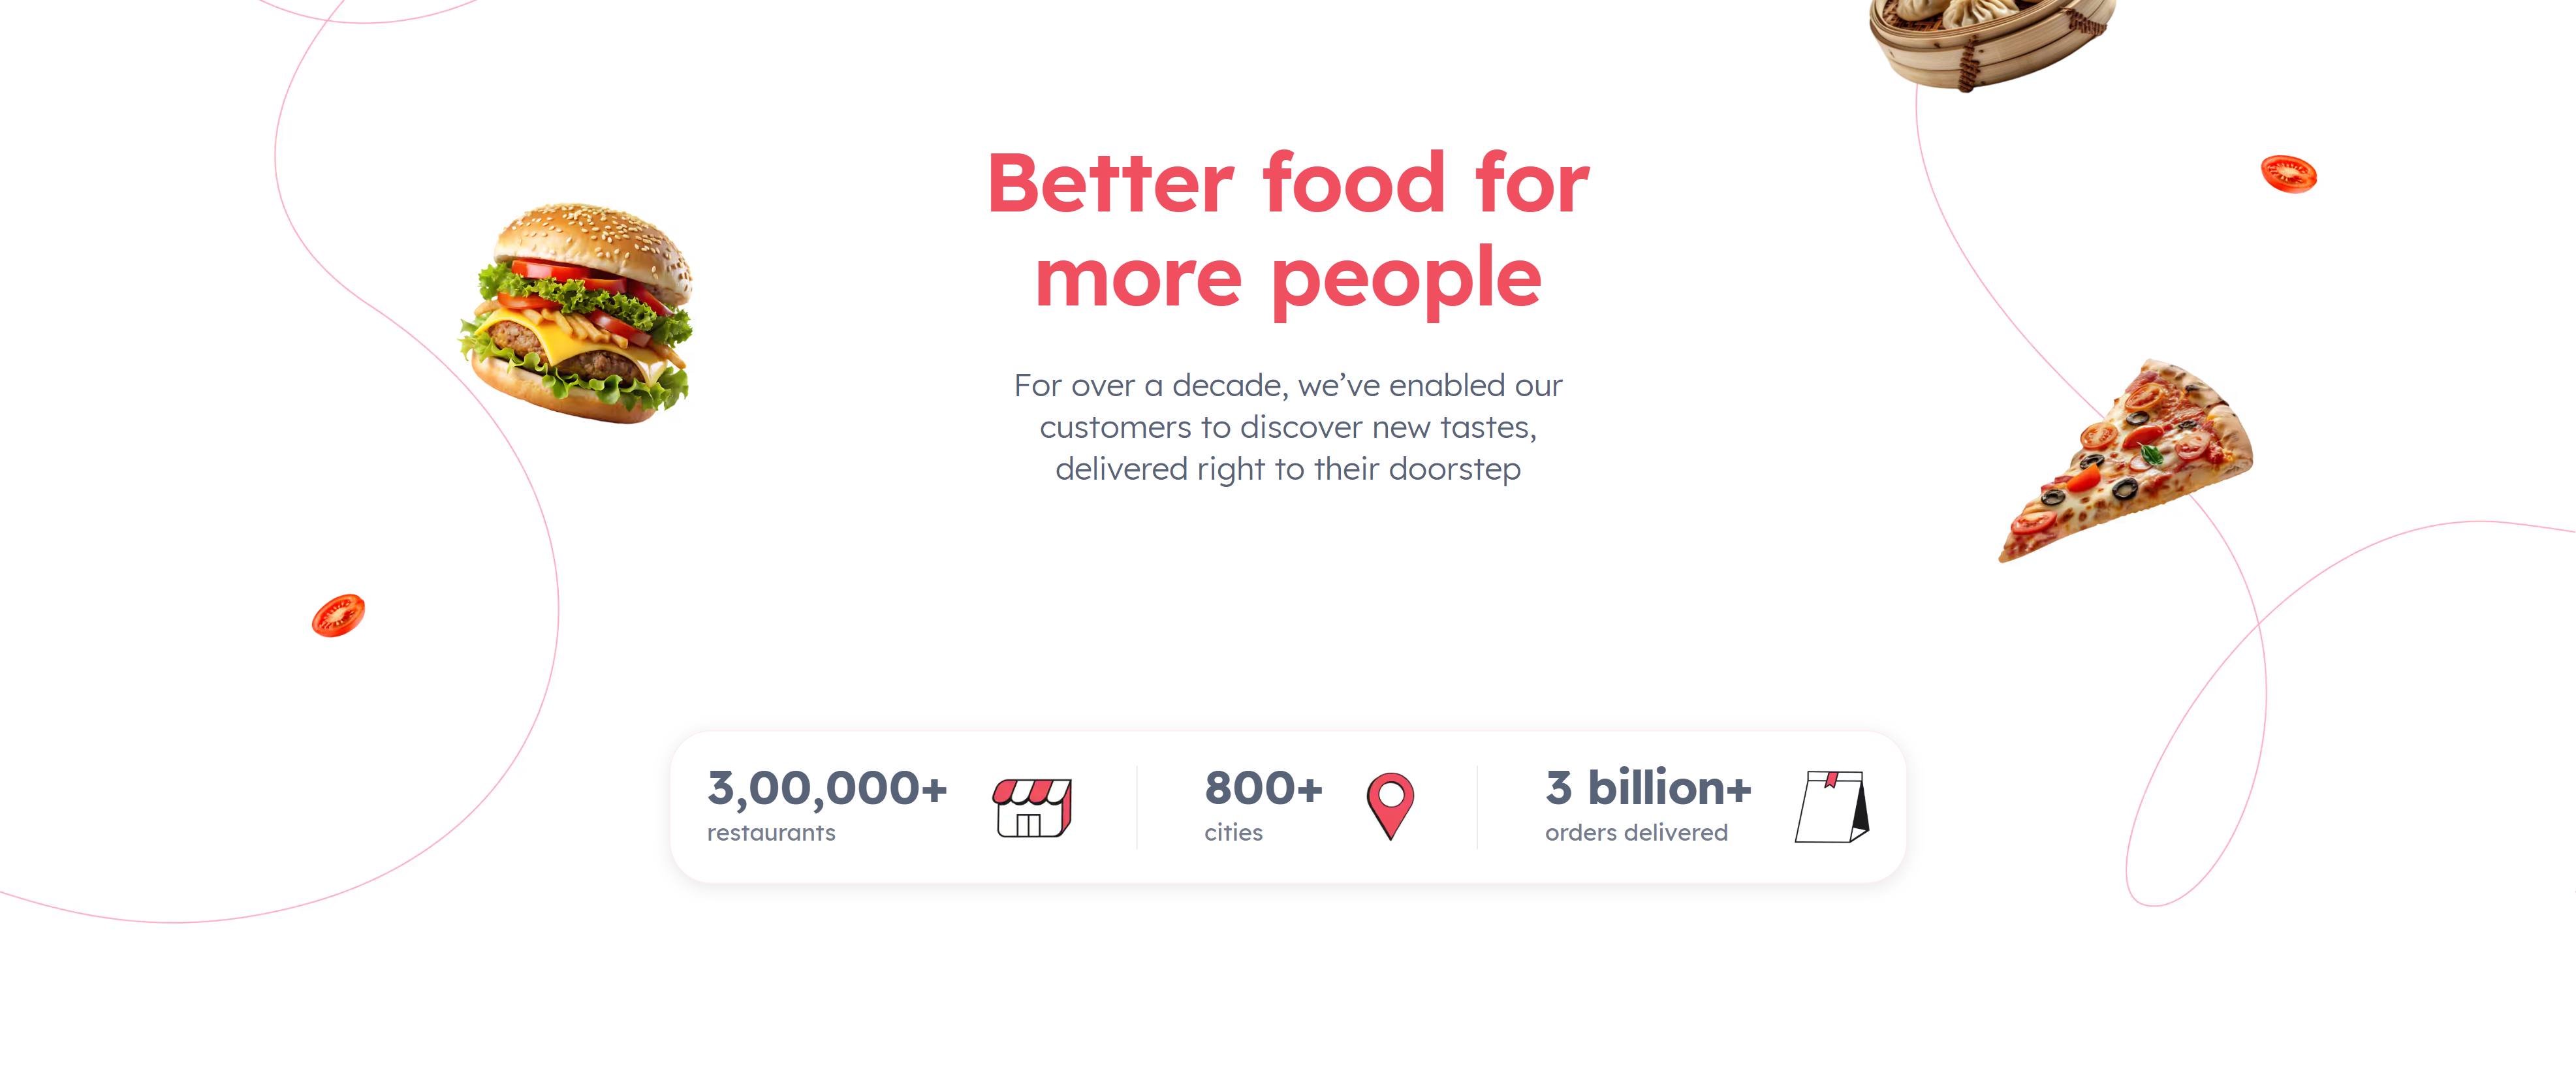 Better food for
more people
For over a decade, we’ve enabled our
customers to discover new tastes,
delivered right to their doorstep
3,00,000+
restaurants
800+
cities
3 billion+
orders delivered